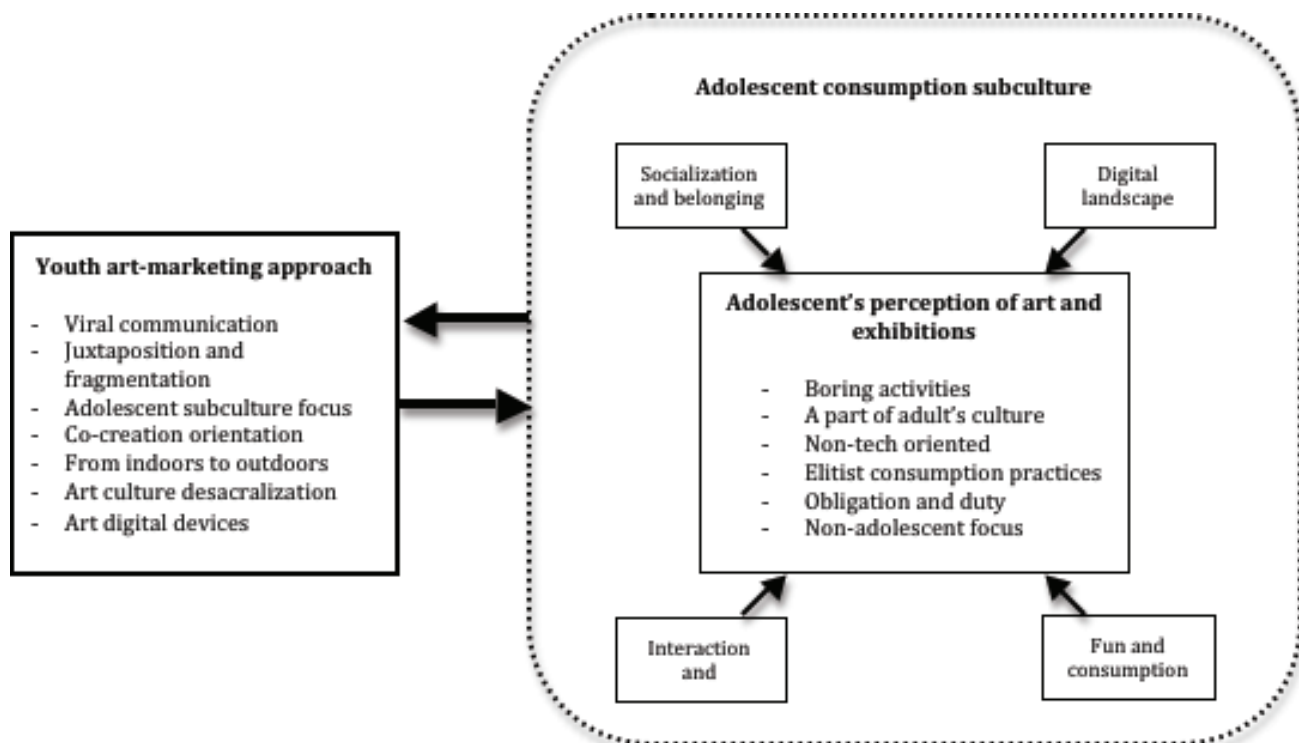 Adolescent consumption subculture
Socialization
and belonging
Digital
landscape
Youth art-marketing approach
- Viral communication
- Juxtaposition and
fragmentation
- Adolescent subculture focus
- Co-creation orientation
- From indoors to outdoors
- Art culture desacralization
- Art digital devices
Adolescent's perception of art and
exhibitions
- Boring activities
- A part of adult's culture
- Non-tech oriented
- Elitist consumption practices
- Obligation and duty
- Non-adolescent focus
Interaction
and
Fun and
consumption